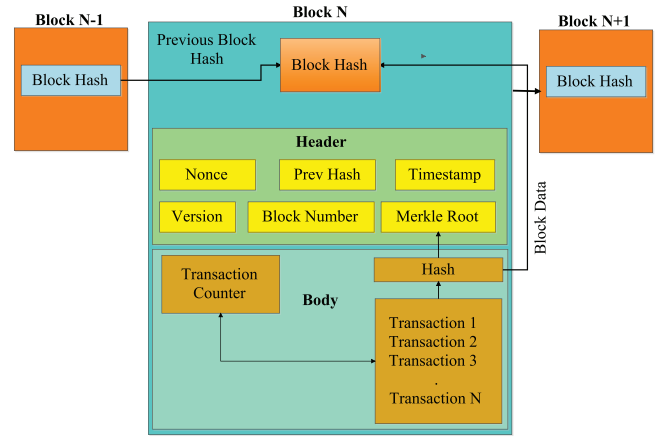 Block N-1
Block N
Block N+1
Previous Block
Hash
Block Hash
Block Hash
Block Hash
Header
Nonce
Prev Hash
Timestamp
Version
Block Number
Merkle Root
Block Data
Transaction
Counter
Hash
Body
Transaction 1
Transaction 2
Transaction 3
.
Transaction N